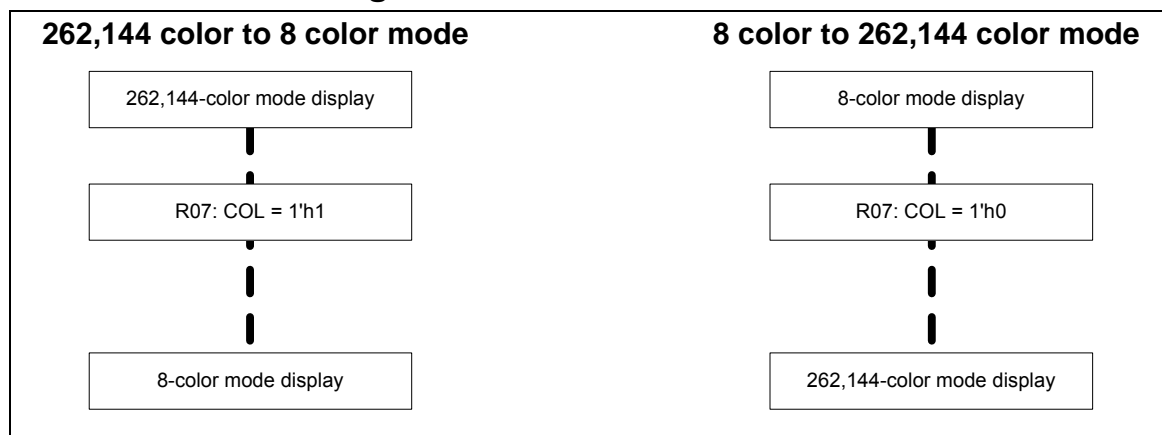 262,144 color to 8 color mode
262,144-color mode display
R07: COL = 1'h1
8-color mode display
8 color to 262,144 color mode
8-color mode display
R07: COL = 1'h0
262,144-color mode display